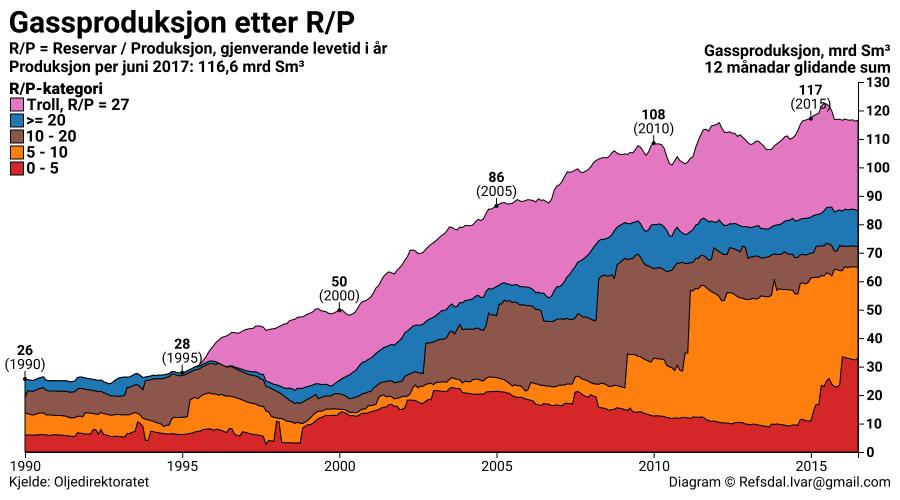 Gassproduksjon etter R/P
R/P = Reservar / Produksjon, gjenverande levetid i år
Produksjon per juni 2017: 116,6 mrd Sm³
Gassproduksjon, mrd Sm³
12 månadar glidande sum
R/P-kategori
Troll, R/P = 27
>= 20
10 - 20
5 - 10
0 - 5
26
(1990)
28
(1995)
50
(2000)
86
(2005)
108
(2010)
117
(2015)
130
120
110
100
90
80
70
60
50
40
30
20
10
0
1990 1995 2000 2005 2010 2015
Kjelde: Oljedirektoratet
Diagram © Refsdal.Ivar@gmail.com